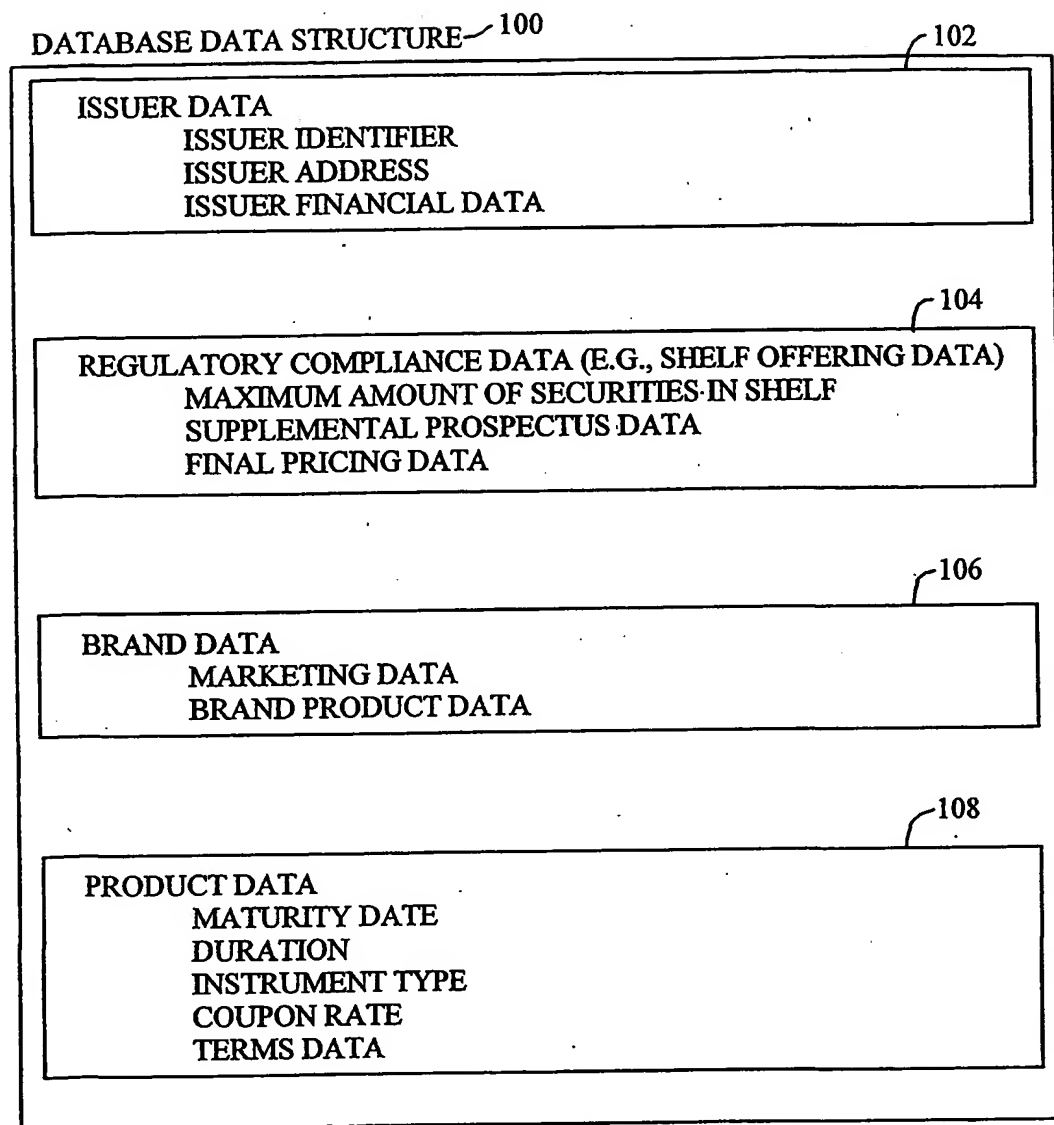 DATABASE DATA STRUCTURE 100
102
ISSUER DATA
ISSUER IDENTIFIER
ISSUER ADDRESS
ISSUER FINANCIAL DATA
104
REGULATORY COMPLIANCE DATA (E.G., SHELF OFFERING DATA)
MAXIMUM AMOUNT OF SECURITIES IN SHELF
SUPPLEMENTAL PROSPECTUS DATA
FINAL PRICING DATA
106
BRAND DATA
MARKETING DATA
BRAND PRODUCT DATA
108
PRODUCT DATA
MATURITY DATE
DURATION
INSTRUMENT TYPE
COUPON RATE
TERMS DATA